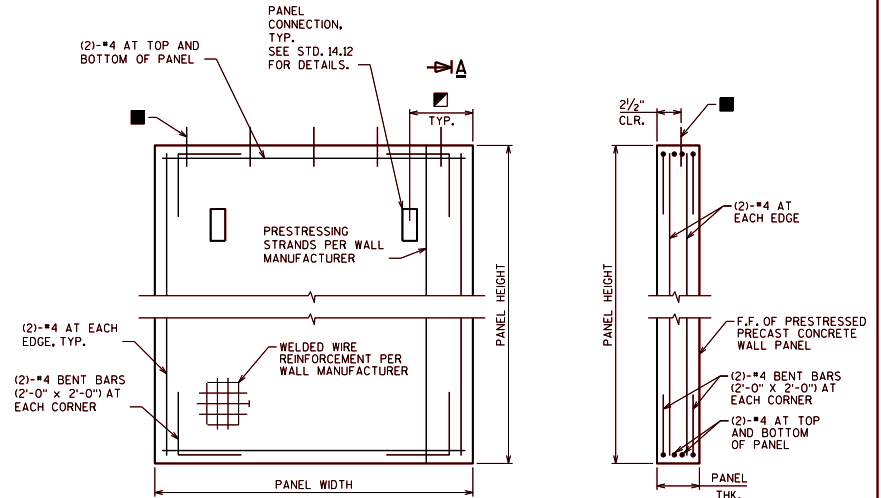 PANEL
CONNECTION,
TYP.
SEE STD. 14.12
FOR DETAILS.
(2)-#4 AT TOP AND
BOTTOM OF PANEL
A
TYP.
2 1/2"
CLR.
PRESTRESSING
STRANDS PER WALL
MANUFACTURER
(2)-#4 AT
EACH EDGE
PANEL HEIGHT
PANEL HEIGHT
(2)-#4 AT EACH
EDGE, TYP.
WELDED WIRE
REINFORCEMENT PER
WALL MANUFACTURER
F.F. OF PRESTRESSED
PRECAST CONCRETE
WALL PANEL
(2)-#4 BENT BARS
(2'-0" x 2'-0") AT
EACH CORNER
(2)-#4 BENT BARS
(2'-0" X 2'-0") AT
EACH CORNER
(2)-#4 AT TOP
AND BOTTOM
OF PANEL
PANEL WIDTH
PANEL
THK.